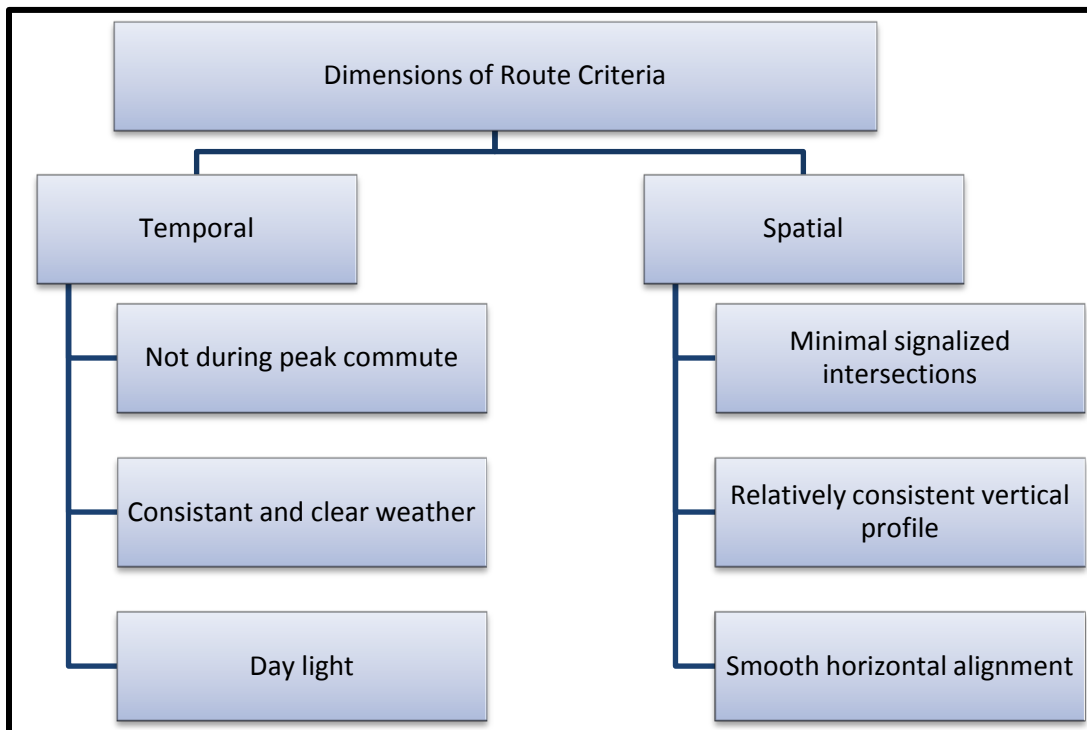 Dimensions of Route Criteria
Temporal
Not during peak commute
Consistant and clear weather
Day light
Spatial
Minimal signalized
intersections
Relatively consistent vertical
profile
Smooth horizontal alignment